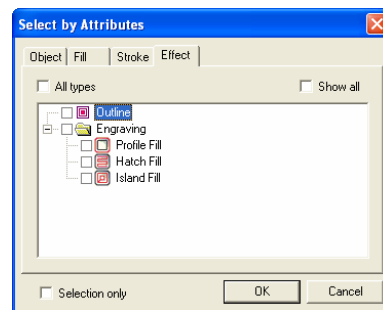 Select by Attributes
Object Fill Stroke Effect
All types Show all
Outline
Engraving
Profile Fill
Hatch Fill
Island Fill
Selection only OK Cancel